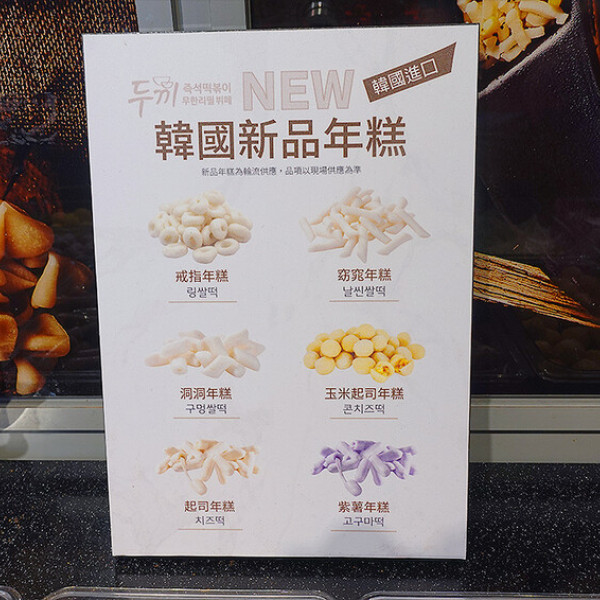 두끼 즉석떡볶이
무한리필 뷔페
NEW
韓國進口
韓國新品年糕
新品年糕為輪流供應，品項以現場供應為準
戒指年糕
링쌀떡
窈窕年糕
날씬쌀떡
洞洞年糕
구멍쌀떡
玉米起司年糕
콘치즈떡
起司年糕
치즈떡
紫薯年糕
고구마떡